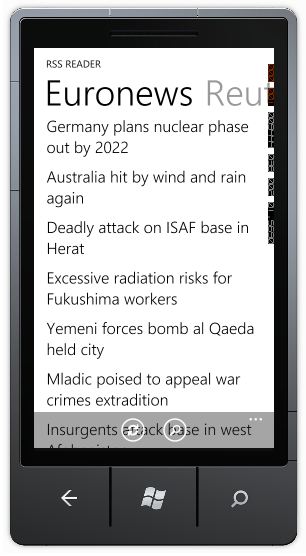 RSS READER
Euronews Reut
Germany plans nuclear phase
out by 2022
Australia hit by wind and rain
again
Deadly attack on ISAF base in
Herat
Excessive radiation risks for
Fukushima workers
Yemeni forces bomb al Qaeda
held city
Mladic poised to appeal war
crimes extradition
Insurgents attack base in west